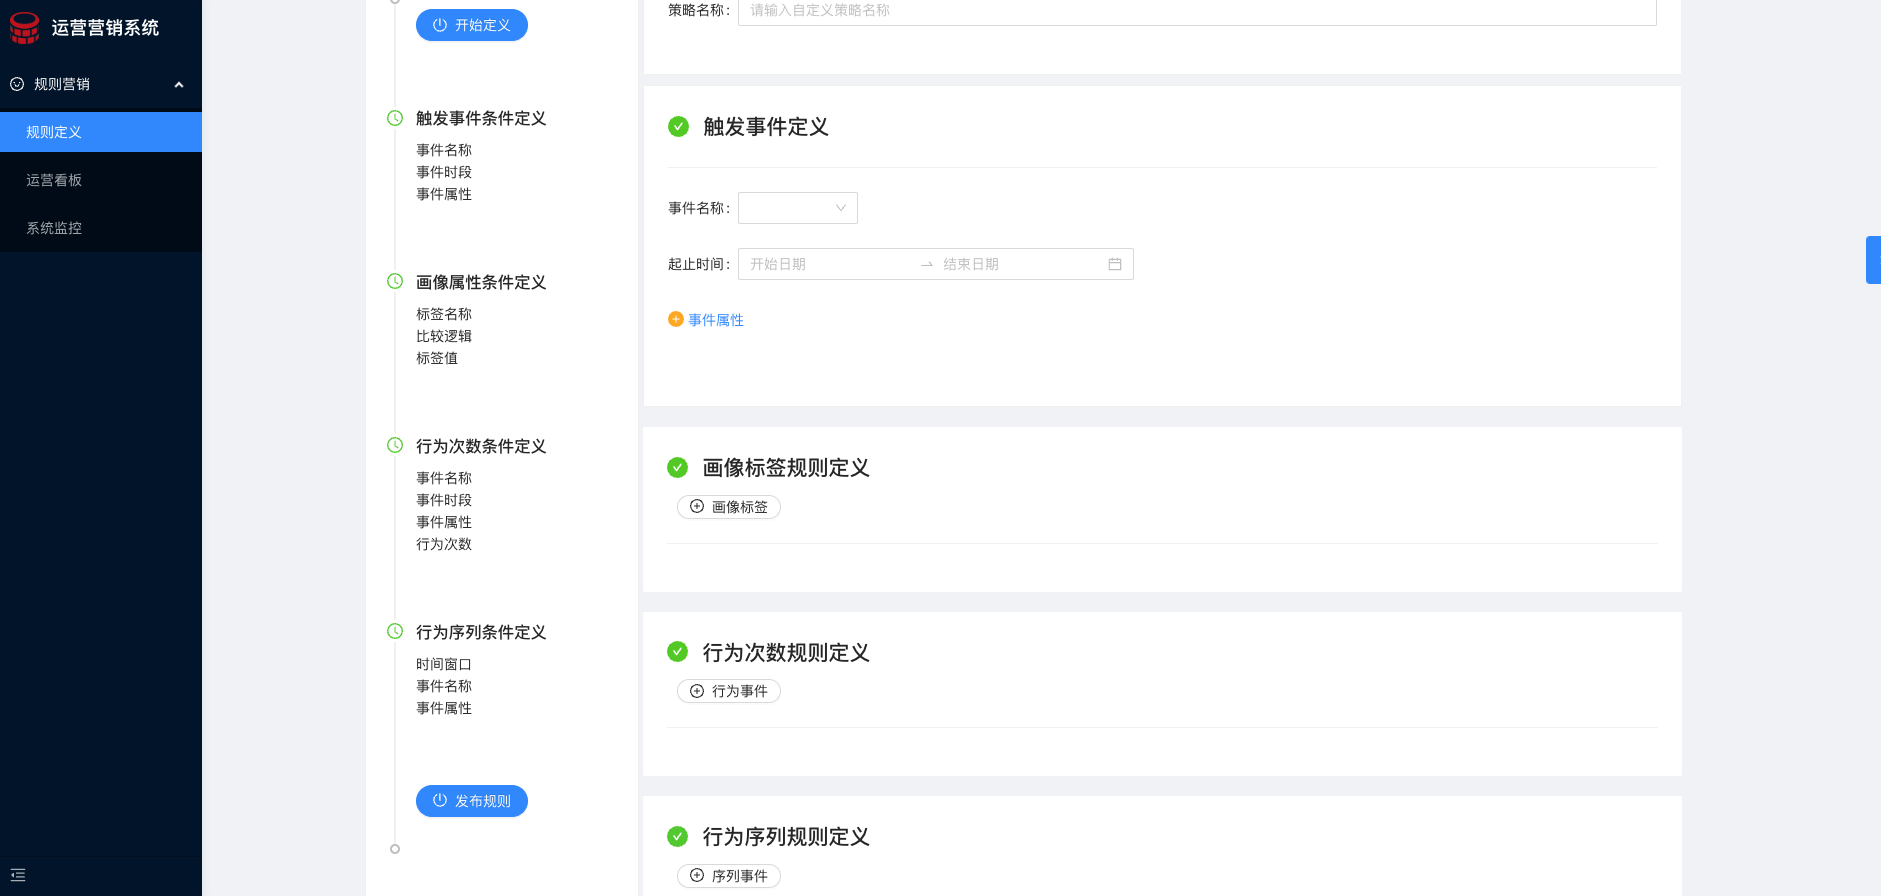 运营营销系统
规则营销
规则定义
运营看板
系统监控
开始定义
触发事件条件定义
事件名称
事件时段
事件属性
画像属性条件定义
标签名称
比较逻辑
标签值
行为次数条件定义
事件名称
事件时段
事件属性
行为次数
行为序列条件定义
时间窗口
事件名称
事件属性
发布规则
策略名称： 请输入自定义策略名称
触发事件定义
事件名称：
起止时间： 开始日期 → 结束日期
事件属性
画像标签规则定义
画像标签
行为次数规则定义
行为事件
行为序列规则定义
序列事件